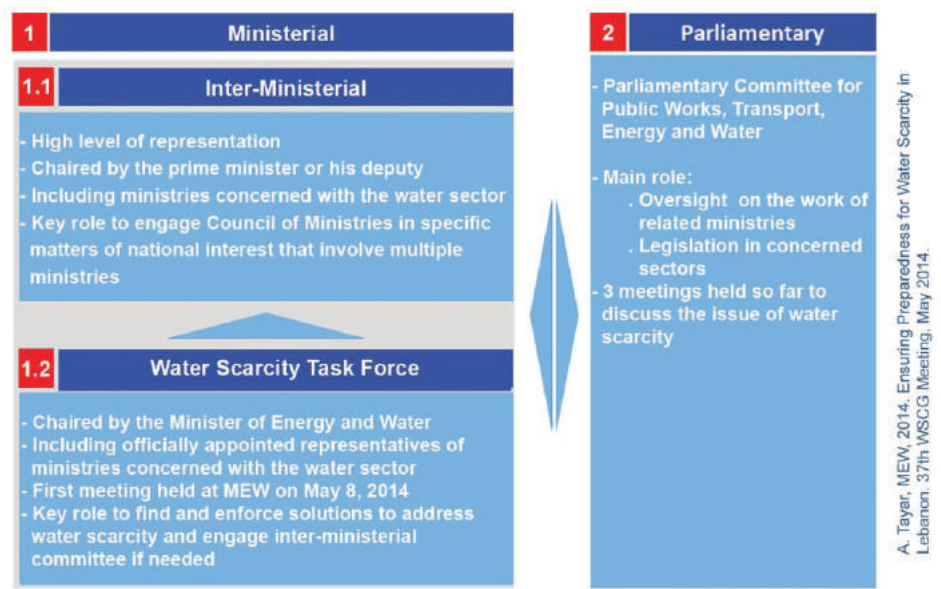 1 Ministerial
1.1 Inter-Ministerial
- High level of representation
- Chaired by the prime minister or his deputy
- Including ministries concerned with the water sector
- Key role to engage Council of Ministries in specific
matters of national interest that involve multiple
ministries
1.2 Water Scarcity Task Force
- Chaired by the Minister of Energy and Water
- Including officially appointed representatives of
ministries concerned with the water sector
- First meeting held at MEW on May 8, 2014
- Key role to find and enforce solutions to address
water scarcity and engage inter-ministerial
committee if needed
2 Parliamentary
- Parliamentary Committee for
Public Works, Transport,
Energy and Water
- Main role:
. Oversight on the work of
related ministries
. Legislation in concerned
sectors
- 3 meetings held so far to
discuss the issue of water
scarcity
A. Tayar, MEW, 2014. Ensuring Preparedness for Water Scarcity in
Lebanon. 37th WSCG Meeting, May 2014.